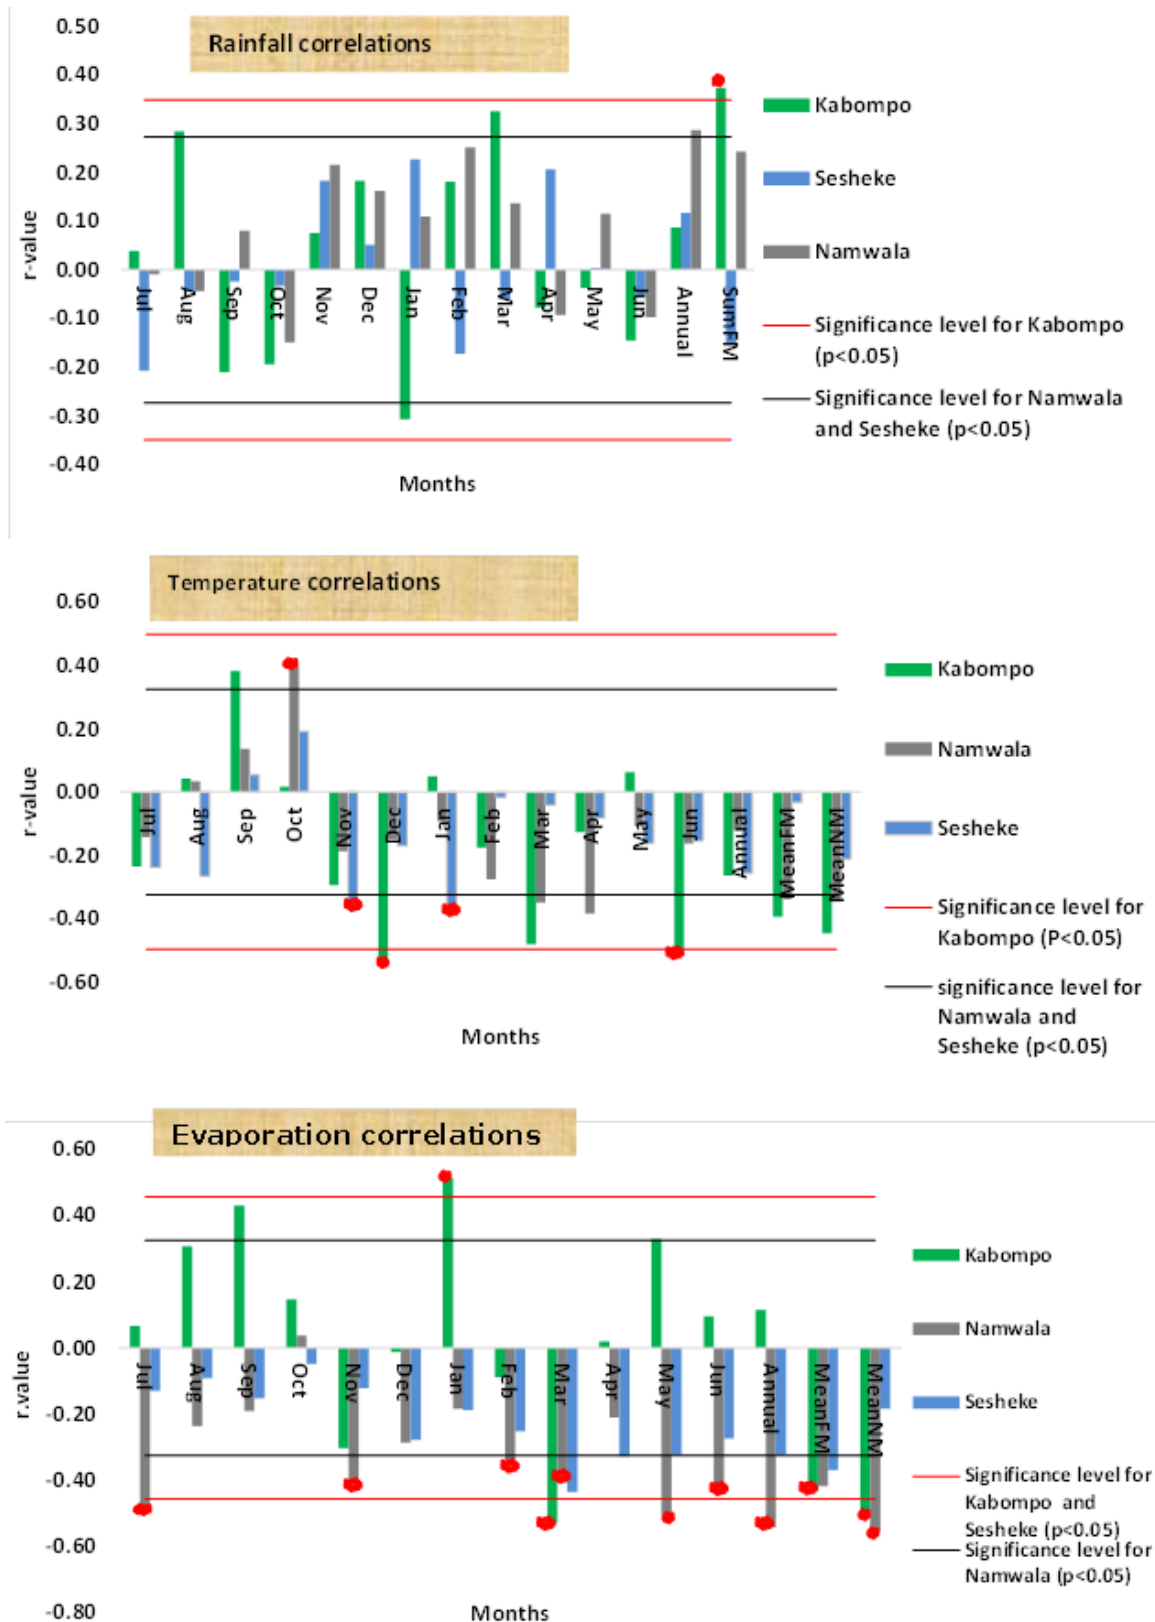 Rainfall correlations
0.50
0.40
0.30
0.20
0.10
0.00
-0.10
-0.20
-0.30
-0.40
r-value
Jul
Aug
Sep
Oct
Nov
Dec
Jan
Feb
Mar
Apr
May
Jun
Annual
SumFM
Months
Kabompo
Sesheke
Namwala
Significance level for Kabompo
(p<0.05)
Significance level for Namwala
and Sesheke (p<0.05)
Temperature correlations
0.60
0.40
0.20
0.00
-0.20
-0.40
-0.60
r-value
Jul
Aug
Sep
Oct
Nov
Dec
Jan
Feb
Mar
Apr
May
Jun
Annual
MeanFM
MeanNM
Months
Kabompo
Namwala
Sesheke
Significance level for
Kabompo (P<0.05)
significance level for
Namwala and
Sesheke (p<0.05)
Evaporation correlations
0.60
0.40
0.20
0.00
-0.20
-0.40
-0.60
-0.80
r.value
Jul
Aug
Sep
Oct
Nov
Dec
Jan
Feb
Mar
Apr
May
Jun
Annual
MeanFM
MeanNM
Months
Kabompo
Namwala
Sesheke
Significance level for
Kabompo and
Sesheke (p<0.05)
Significance level for
Namwala (p<0.05)